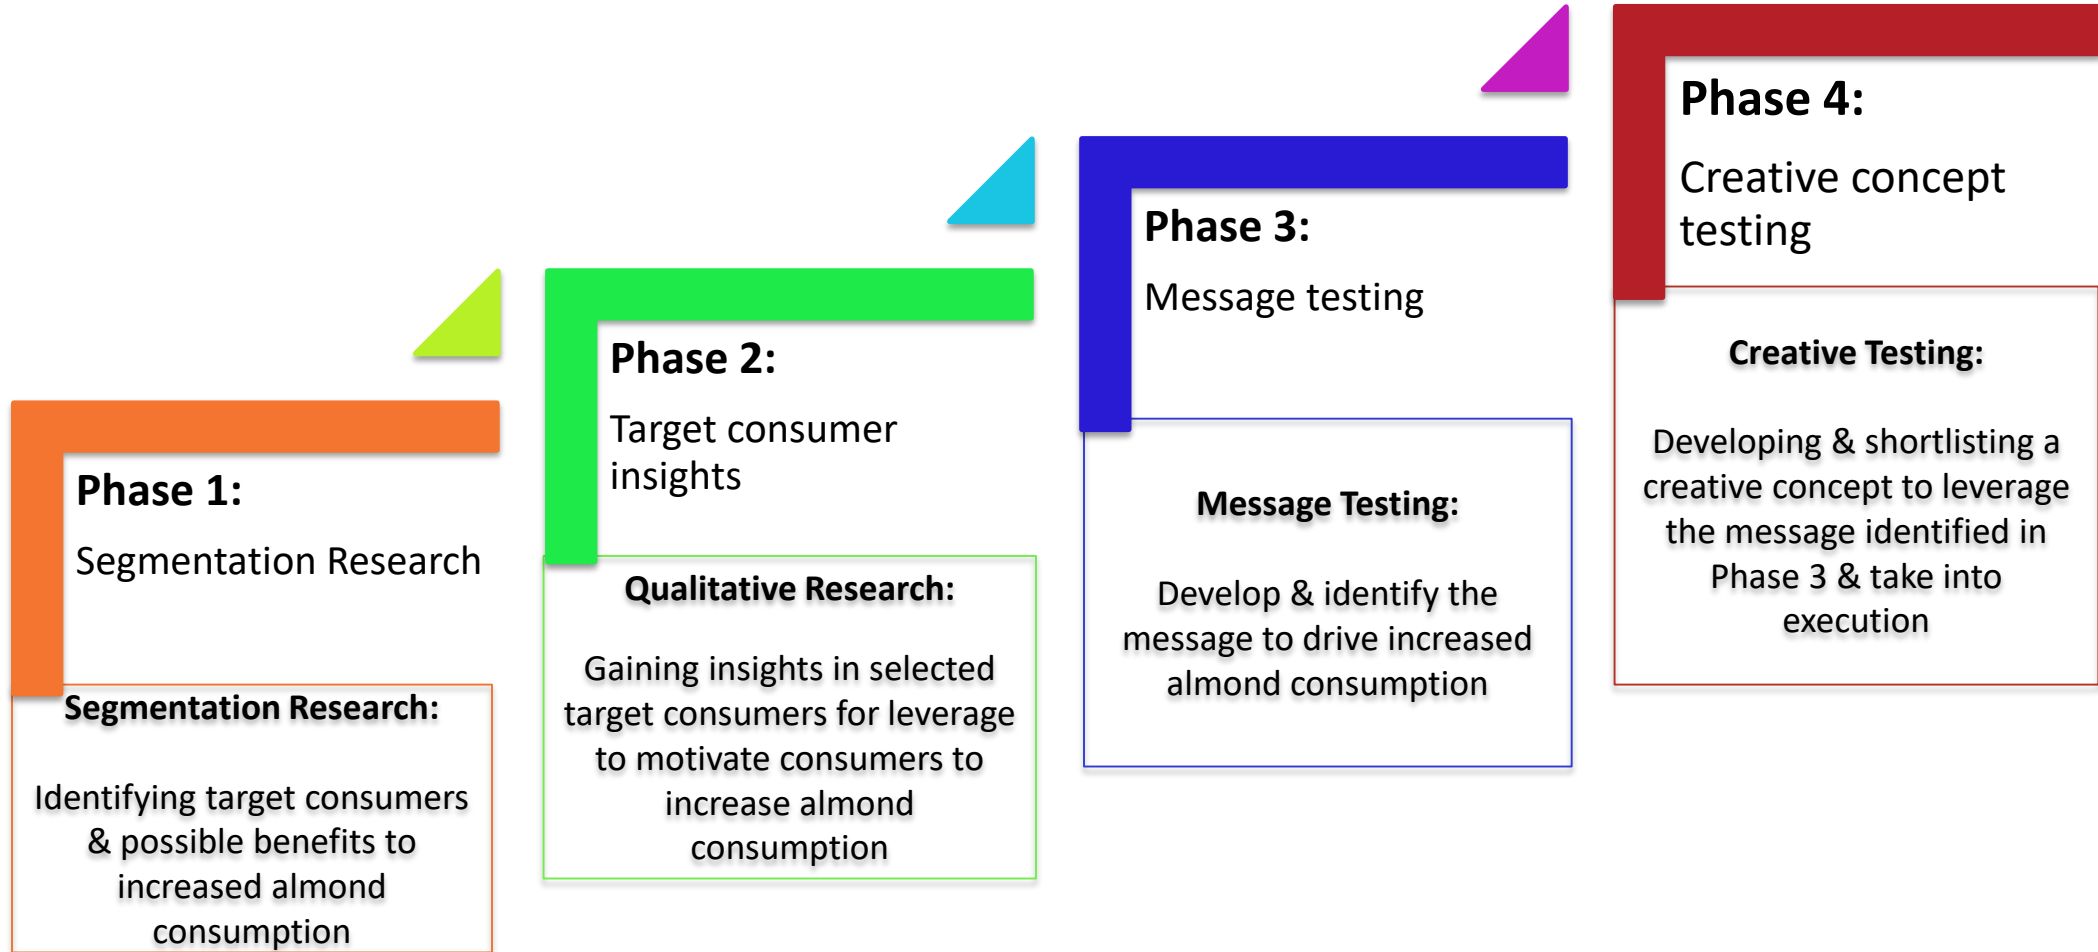 Phase 1:
Segmentation Research
Segmentation Research:
Identifying target consumers
& possible benefits to
increased almond
consumption
Phase 2:
Target consumer
insights
Qualitative Research:
Gaining insights in selected
target consumers for leverage
to motivate consumers to
increase almond
consumption
Phase 3:
Message testing
Message Testing:
Develop & identify the
message to drive increased
almond consumption
Phase 4:
Creative concept
testing
Creative Testing:
Developing & shortlisting a
creative concept to leverage
the message identified in
Phase 3 & take into
execution